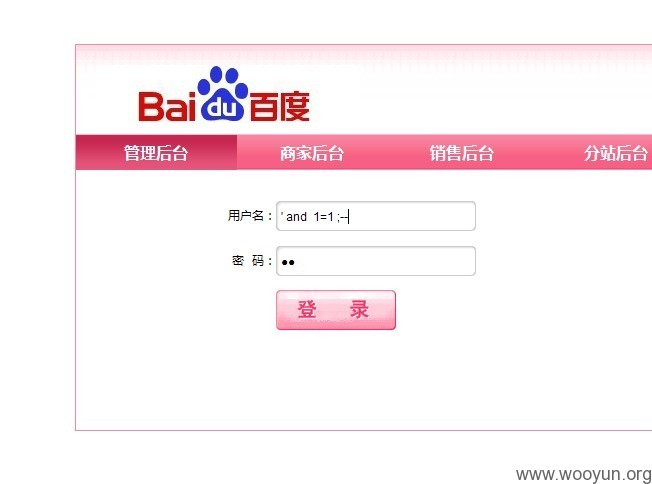 Baidu百度
管理后台 商家后台 销售后台 分站后台
用户名： ' and 1=1 ;--
密 码： ●●
登 录
www.wooyun.org